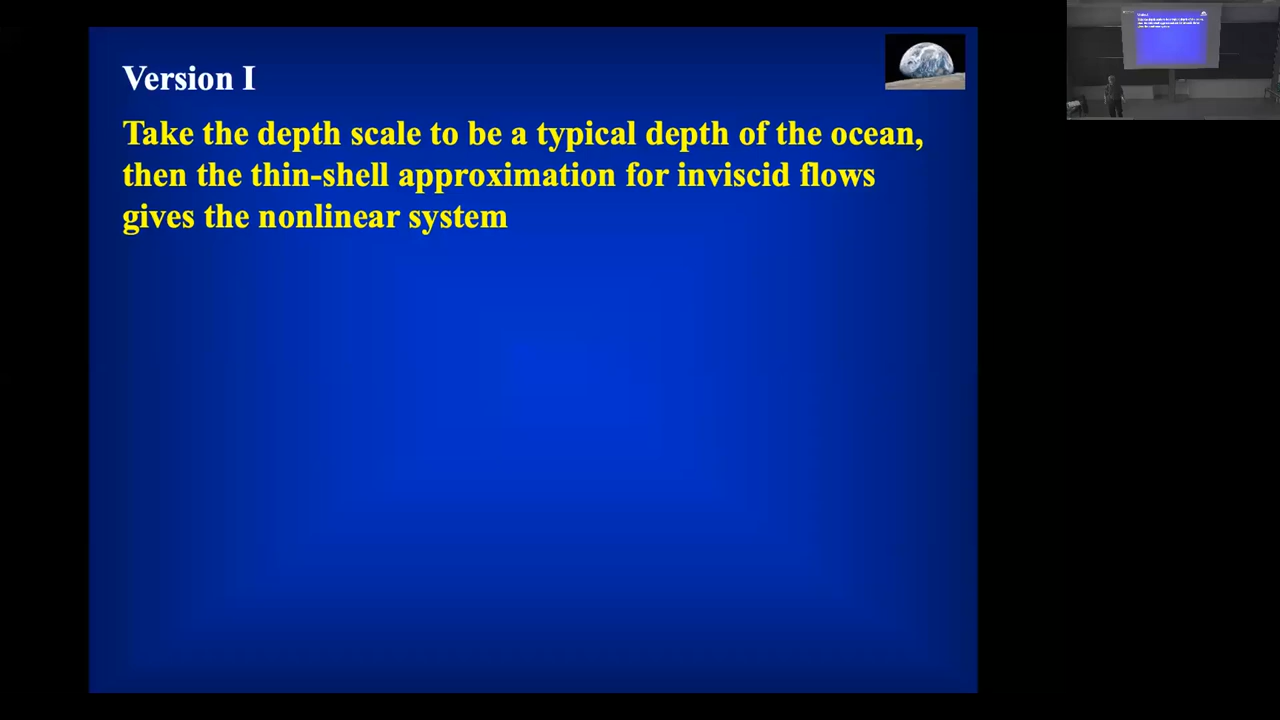 Version I
Take the depth scale to be a typical depth of the ocean,
then the thin-shell approximation for inviscid flows
gives the nonlinear system